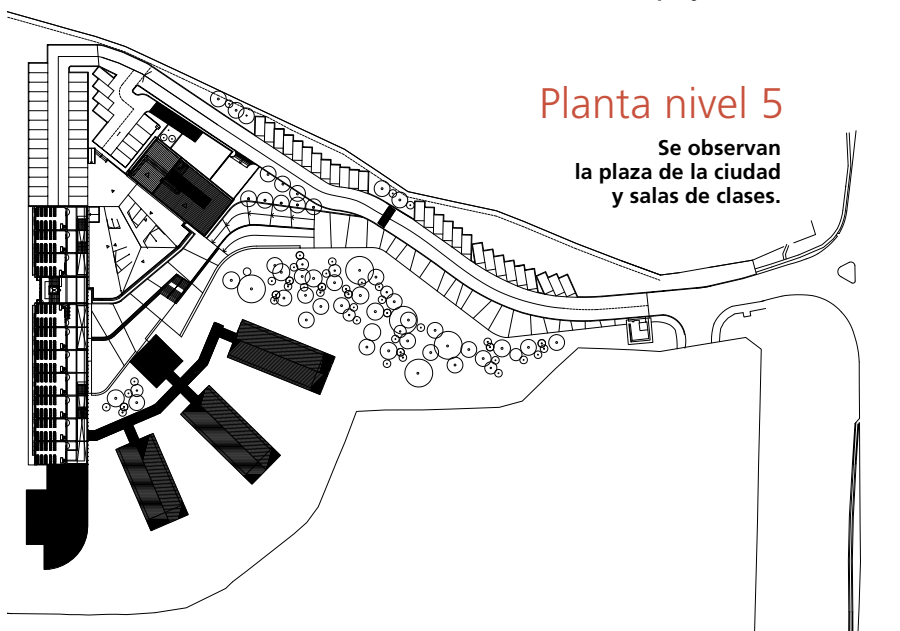 Planta nivel 5
Se observan
la plaza de la ciudad
y salas de clases.